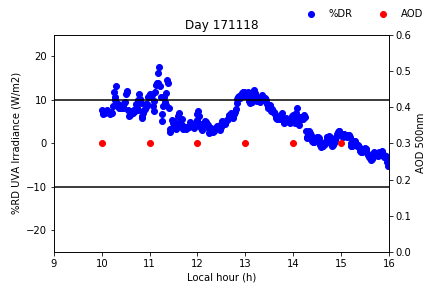 %DR AOD
Day 171118
20
10
0
−10
−20
%RD UVA Irradiance (W/m2)
0.6
0.5
0.4
0.3
0.2
0.1
0.0
AOD 500nm
9 10 11 12 13 14 15 16
Local hour (h)